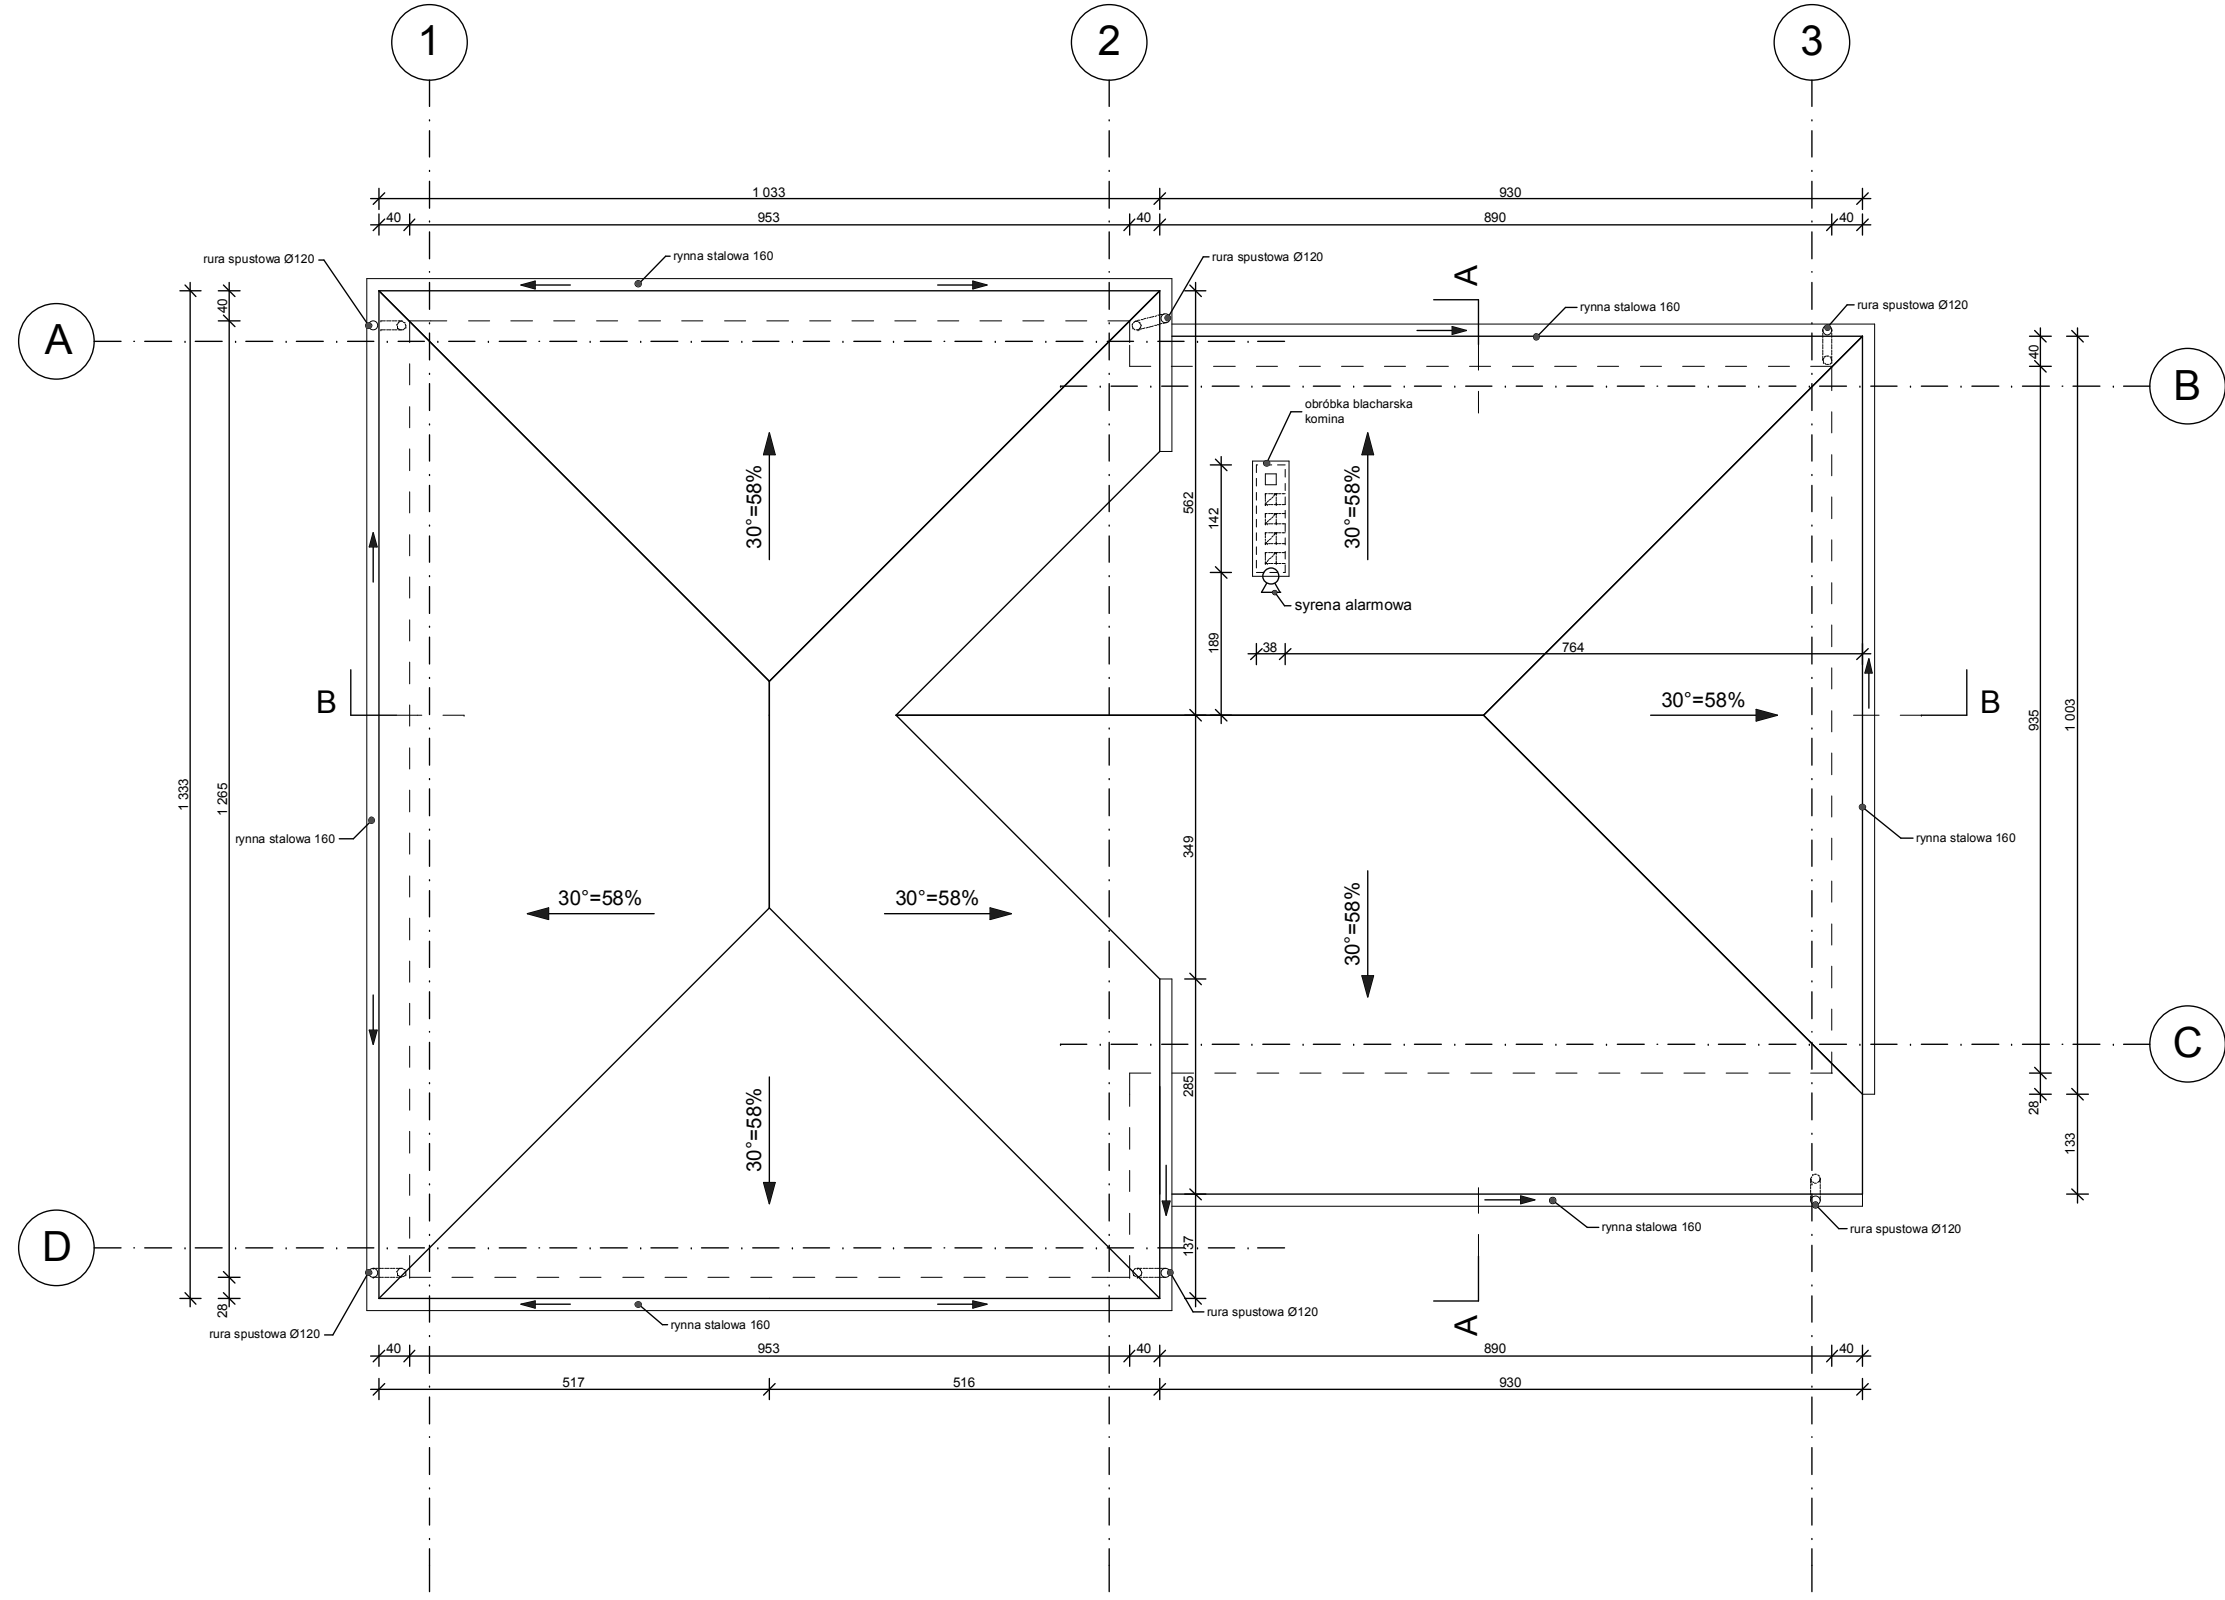 1
2
3
1 033
930
40
953
40
890
40
rura spustowa Ø120
rynna stalowa 160
rura spustowa Ø120
A
rynna stalowa 160
rura spustowa Ø120
40
A
40
B
obróbka blacharska
komina
30°=58%
562
142
30°=58%
syrena alarmowa
189
38
764
B
30°=58%
B
935
1 003
1 333
1 265
rynna stalowa 160
349
rynna stalowa 160
30°=58%
30°=58%
30°=58%
C
285
28
30°=58%
133
rynna stalowa 160
rura spustowa Ø120
D
137
28
rura spustowa Ø120
rynna stalowa 160
rura spustowa Ø120
A
40
953
40
890
40
517
516
930